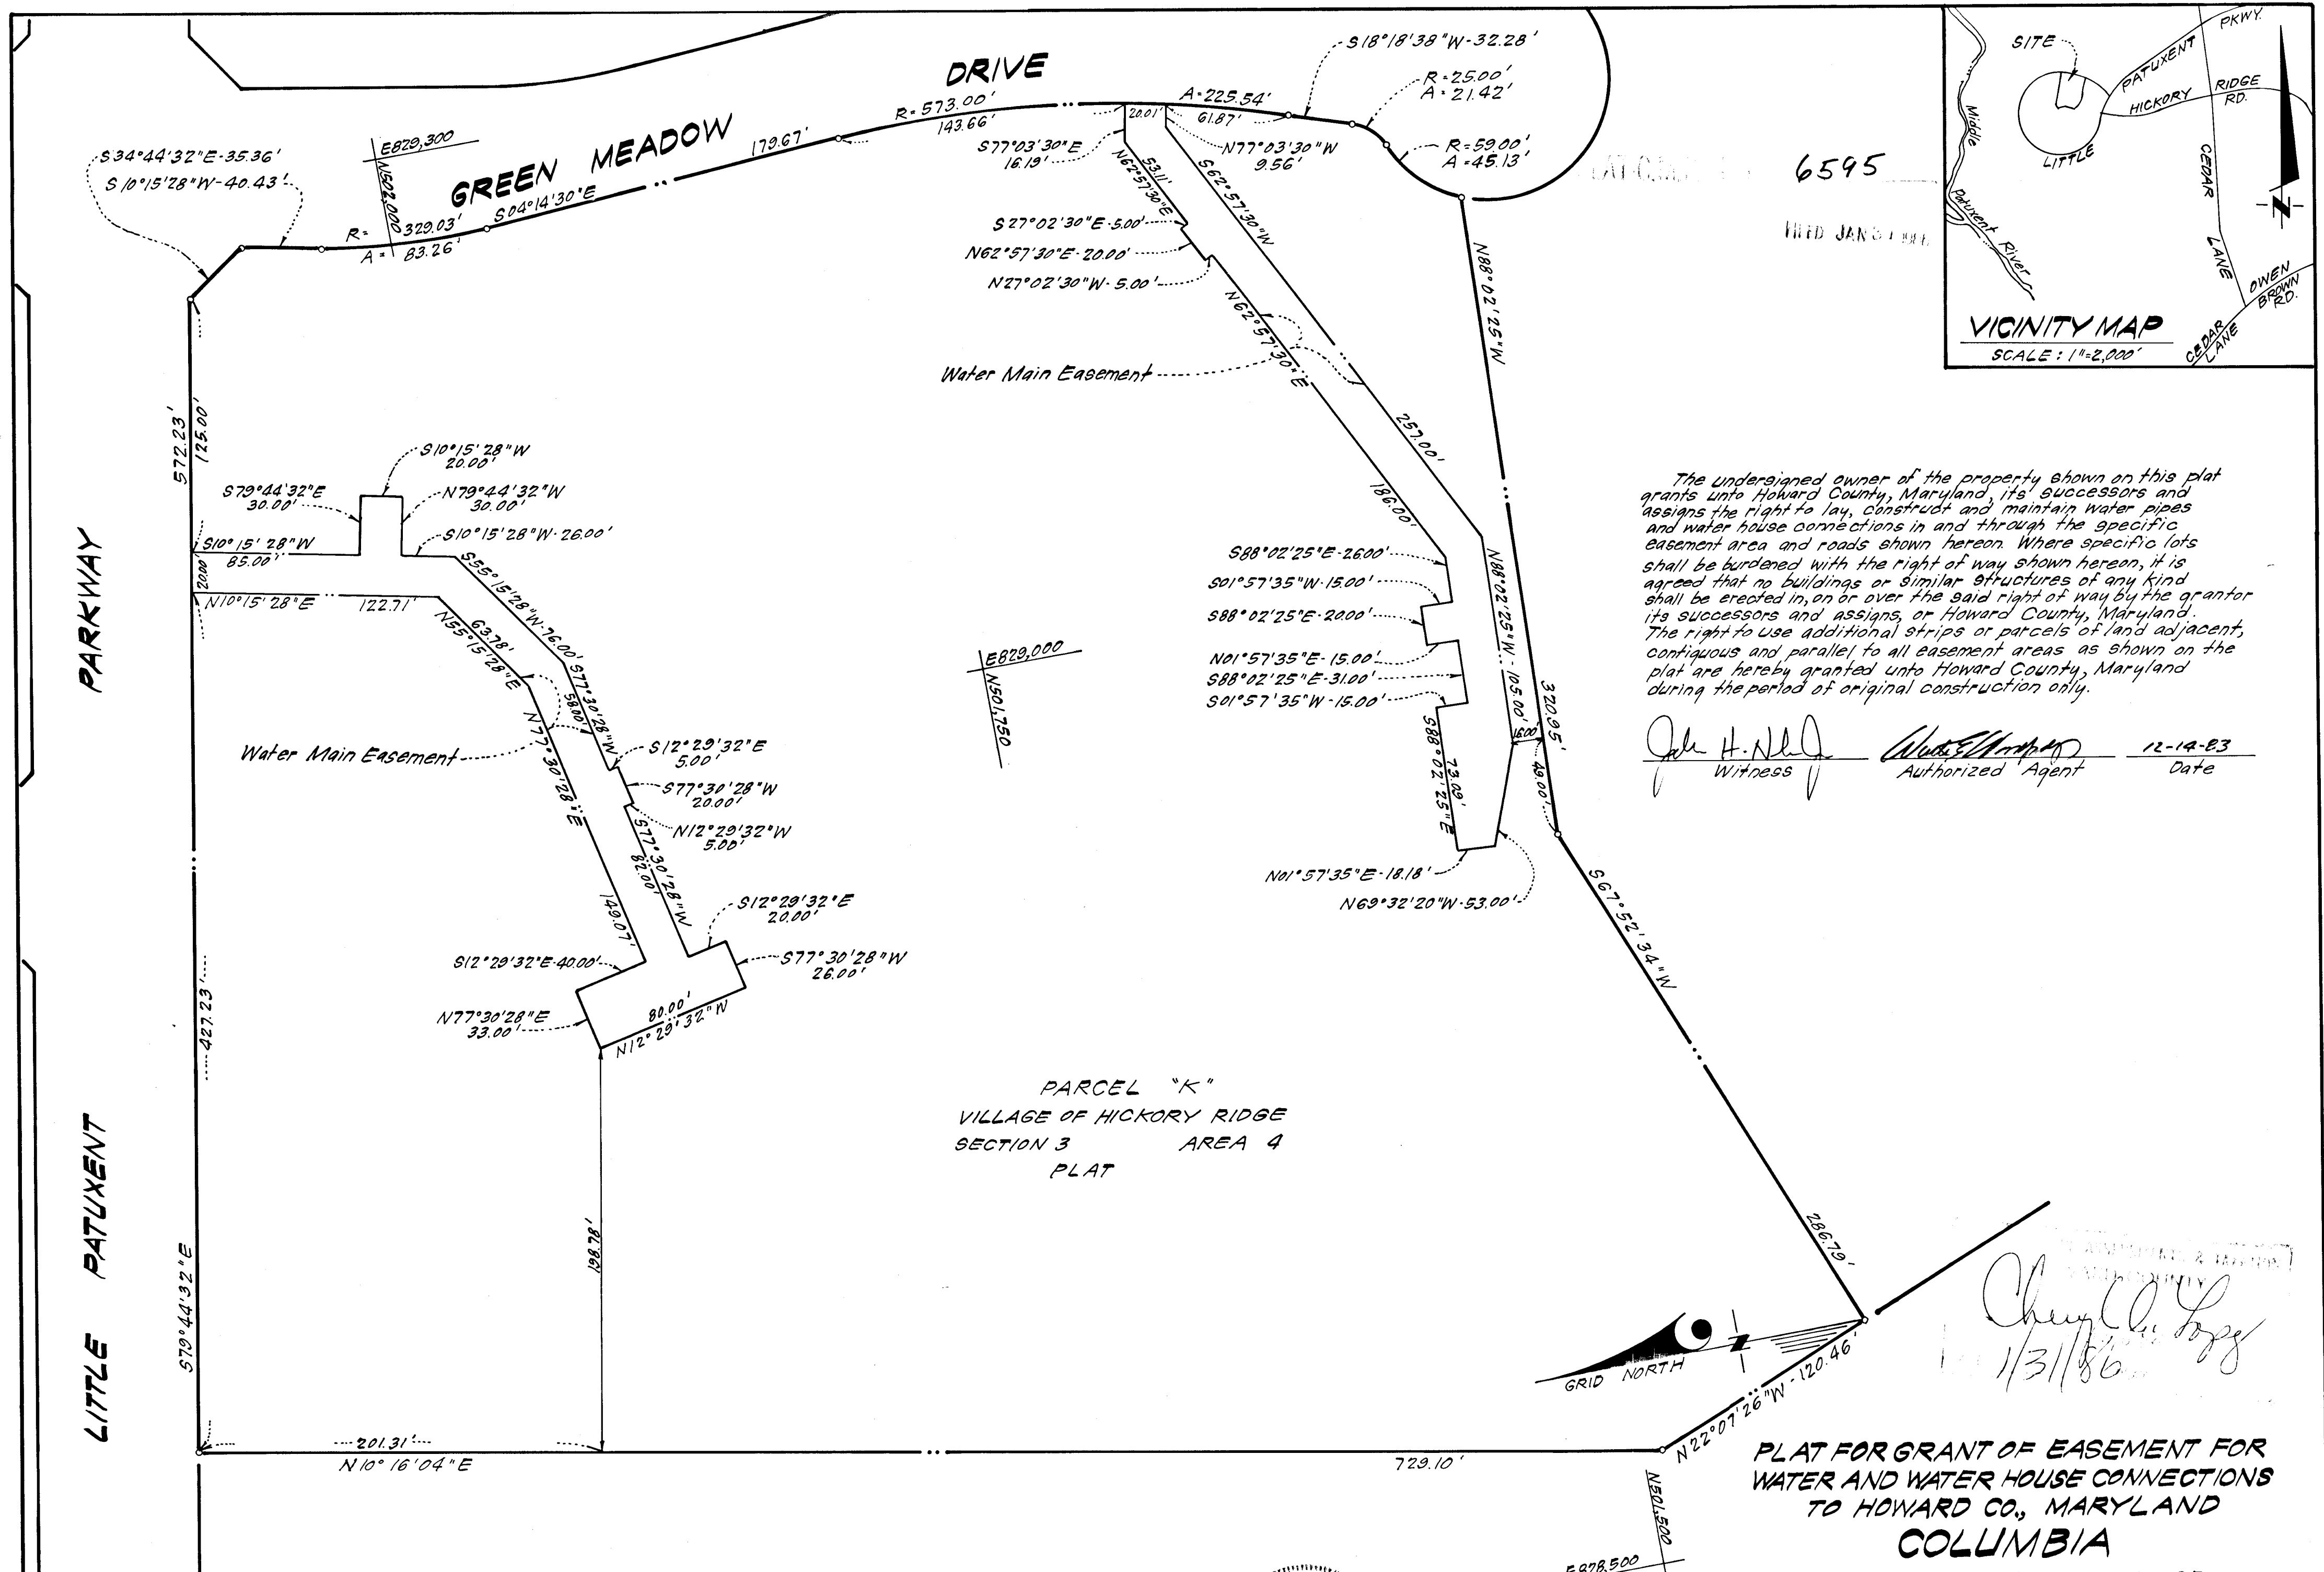 DRIVE
GREEN MEADOW
S18°18'38"W-32.28'
R=25.00'
A=21.42'
R=59.00'
A=45.13'
A=225.54'
61.87'
20.01'
R=573.00'
143.66'
179.67'
S04°14'30"E
E829,300
N502,000
R= 329.03'
A= 83.26'
S34°44'32"E-35.36'
S10°15'28"W-40.43'
S77°03'30"E
16.19'
N77°03'30"W
9.56'
53.11'
N62°57'30"E
S62°57'30"W
S27°02'30"E-5.00'
N62°57'30"E-20.00'
N27°02'30"W-5.00'
N62°57'30"E
Water Main Easement
257.00'
186.00'
N88°02'25"W
320.95'
6595
SITE
PATUXENT PKWY.
HICKORY RIDGE RD.
LITTLE
CEDAR LANE
Middle
Patuxent River
OWEN BROWN RD.
CEDAR LANE
N
VICINITY MAP
SCALE: 1"=2,000'
572.23'
125.00'
S10°15'28"W
20.00'
S79°44'32"E
30.00'
N79°44'32"W
30.00'
S10°15'28"W-26.00'
S10°15'28"W
85.00'
20.00'
N10°15'28"E
122.71'
S55°15'28"W-76.00'
63.78'
N55°15'28"E
S77°30'28"W
58.00'
N77°30'28"E
149.07'
Water Main Easement
S12°29'32"E
5.00'
S77°30'28"W
20.00'
N12°29'32"W
5.00'
S77°30'28"W
82.00'
S12°29'32"E
20.00'
S77°30'28"W
26.00'
S12°29'32"E-40.00'
N77°30'28"E
33.00'
80.00'
N12°29'32"W
E829,000
N501,750
S88°02'25"E-26.00'
S01°57'35"W-15.00'
S88°02'25"E-20.00'
N01°57'35"E-15.00'
S88°02'25"E-31.00'
S01°57'35"W-15.00'
N88°02'25"W-105.00'
S88°02'25"E
73.09'
49.00'
N01°57'35"E-18.18'
N69°32'20"W-53.00'
The undersigned owner of the property shown on this plat
grants unto Howard County, Maryland, its successors and
assigns the right to lay, construct and maintain water pipes
and water house connections in and through the specific
easement area and roads shown hereon. Where specific lots
shall be burdened with the right of way shown hereon, it is
agreed that no buildings or similar structures of any kind
shall be erected in, on or over the said right of way by the grantor
its successors and assigns, or Howard County, Maryland.
The right to use additional strips or parcels of land adjacent,
contiguous and parallel to all easement areas as shown on the
plat are hereby granted unto Howard County, Maryland
during the period of original construction only.
12-14-83
Witness
Authorized Agent
Date
PARKWAY
LITTLE PATUXENT
427.23'
S79°44'32"E
198.78'
S67°52'34"W
286.79'
PARCEL "K"
VILLAGE OF HICKORY RIDGE
SECTION 3 AREA 4
PLAT
GRID NORTH
N
N22°07'26"W-120.46'
1/31/86
201.31'
N10°16'04"E
729.10'
N501,500
PLAT FOR GRANT OF EASEMENT FOR
WATER AND WATER HOUSE CONNECTIONS
TO HOWARD CO., MARYLAND
COLUMBIA